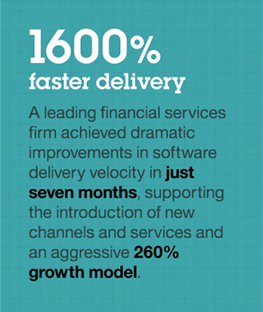 1600%
faster delivery
A leading financial services
firm achieved dramatic
improvements in software
delivery velocity in just
seven months, supporting
the introduction of new
channels and services and
an aggressive 260%
growth model.